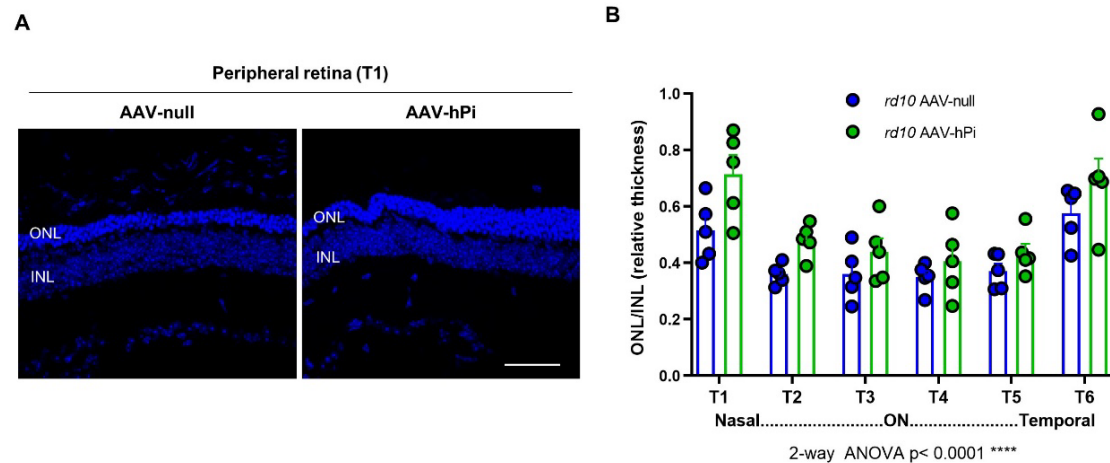 A
Peripheral retina (T1)
AAV-null
AAV-hPi
ONL
INL
ONL
INL
B
rd10 AAV-null
rd10 AAV-hPi
ONL/INL (relative thickness)
1.0
0.8
0.6
0.4
0.2
0.0
T1 T2 T3 T4 T5 T6
Nasal..........................ON.......................Temporal
2-way ANOVA p< 0.0001 ****